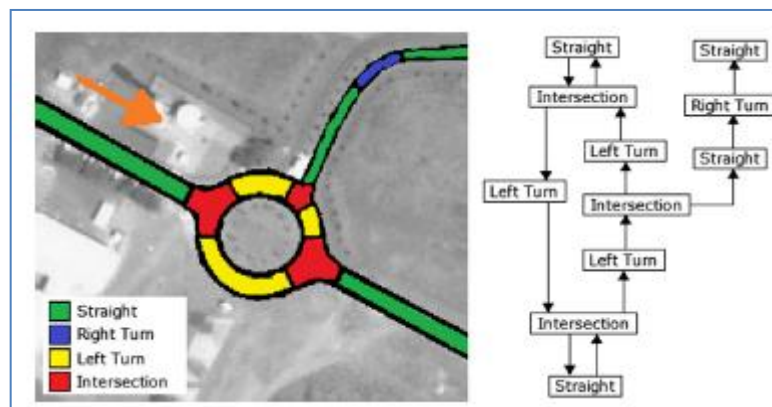 Straight
Right Turn
Left Turn
Intersection
Straight
Straight
Intersection
Right Turn
Left Turn
Straight
Left Turn
Intersection
Left Turn
Intersection
Straight